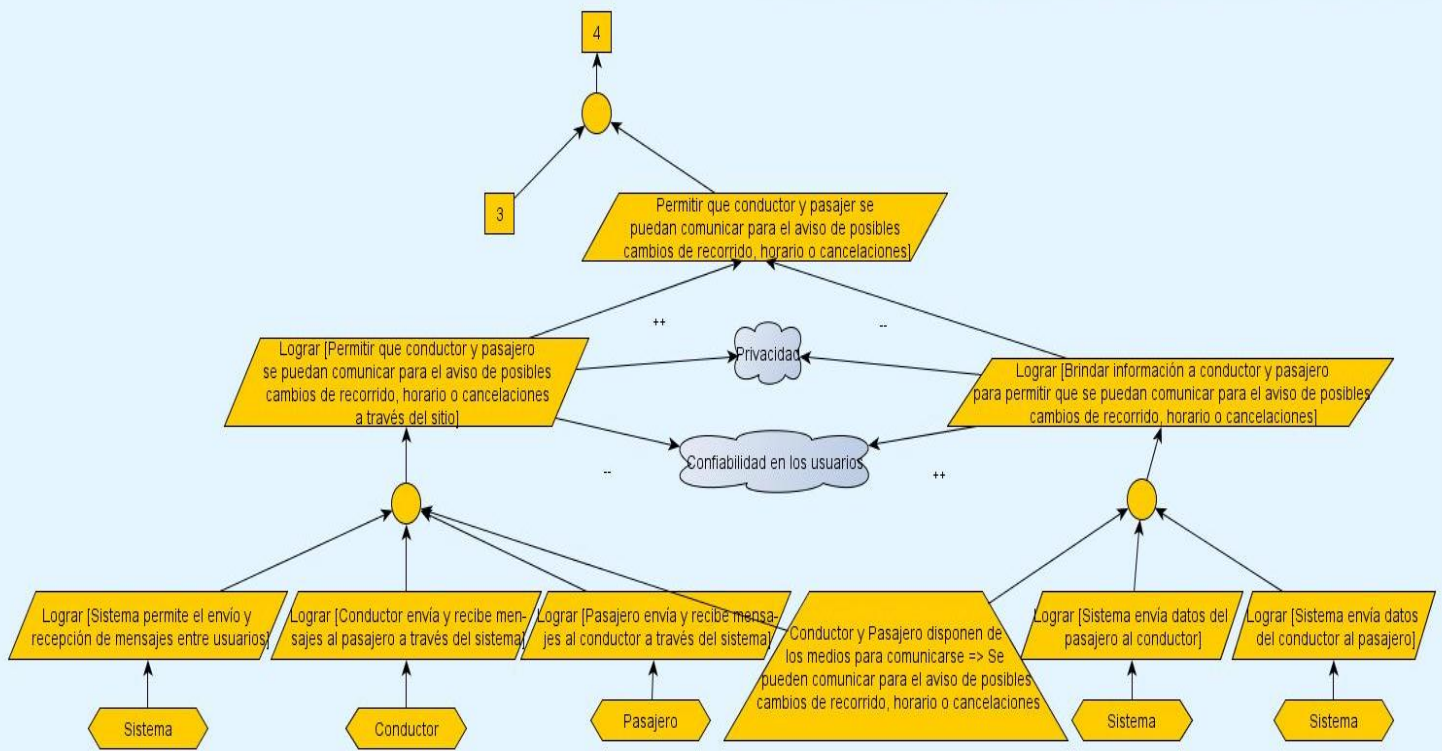 4
3
Permitir que conductor y pasajer se
puedan comunicar para el aviso de posibles
cambios de recorrido, horario o cancelaciones]
++
--
Privacidad
Lograr [Permitir que conductor y pasajero
se puedan comunicar para el aviso de posibles
cambios de recorrido, horario o cancelaciones
a través del sitio]
Lograr [Brindar información a conductor y pasajero
para permitir que se puedan comunicar para el aviso de posibles
cambios de recorrido, horario o cancelaciones]
Confiabilidad en los usuarios
--
++
Lograr [Sistema permite el envío y
recepción de mensajes entre usuarios]
Lograr [Conductor envía y recibe men-
sajes al pasajero a través del sistema]
Lograr [Pasajero envía y recibe mensa-
jes al conductor a través del sistema]
Conductor y Pasajero disponen de
los medios para comunicarse => Se
pueden comunicar para el aviso de posibles
cambios de recorrido, horario o cancelaciones
Lograr [Sistema envía datos del
pasajero al conductor]
Lograr [Sistema envía datos
del conductor al pasajero]
Sistema
Conductor
Pasajero
Sistema
Sistema